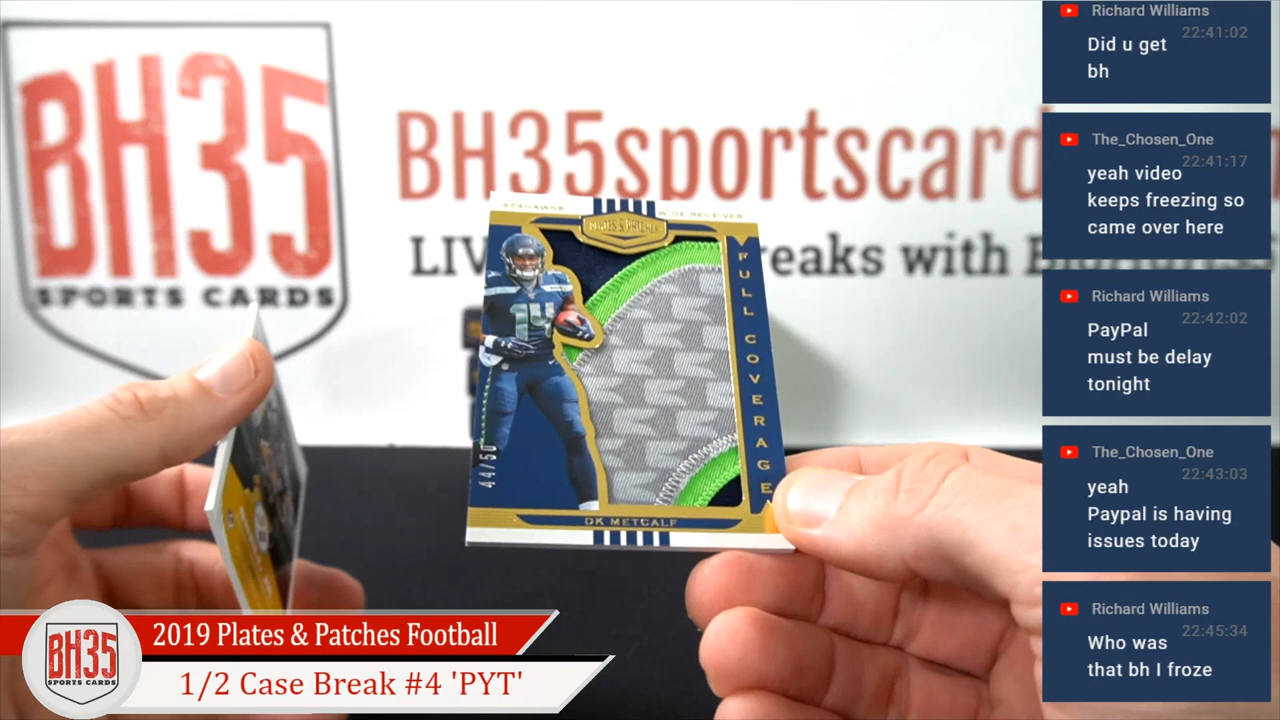 BH35
SPORTS CARDS
BH35sportscard
LIV
eaks with
SEAHAWKS
WIDE RECEIVER
PLATES & PATCHES
FULL COVERAGE
14
44/50
DK METCALF
BH35
SPORTS CARDS
2019 Plates & Patches Football
1/2 Case Break #4 'PYT'
Richard Williams
22:41:02
Did u get
bh
The_Chosen_One
22:41:17
yeah video
keeps freezing so
came over here
Richard Williams
22:42:02
PayPal
must be delay
tonight
The_Chosen_One
22:43:03
yeah
Paypal is having
issues today
Richard Williams
22:45:34
Who was
that bh I froze